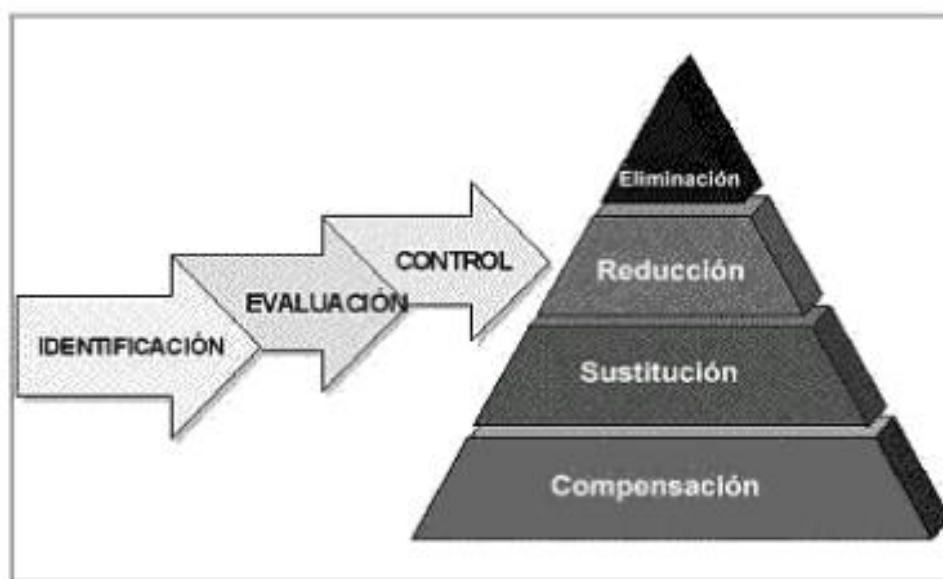 IDENTIFICACIÓN
EVALUACIÓN
CONTROL
Eliminación
Reducción
Sustitución
Compensación